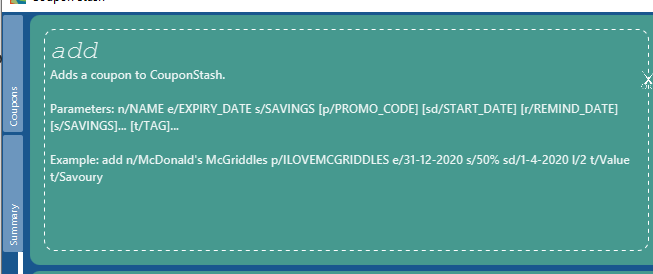 add
Adds a coupon to CouponStash.
Parameters: n/NAME e/EXPIRY_DATE s/SAVINGS [p/PROMO_CODE] [sd/START_DATE] [r/REMIND_DATE]
[s/SAVINGS]... [t/TAG]...
Example: add n/McDonald's McGriddles p/ILOVEMCGRIDDLES e/31-12-2020 s/50% sd/1-4-2020 l/2 t/Value
t/Savoury
Coupons
Summary